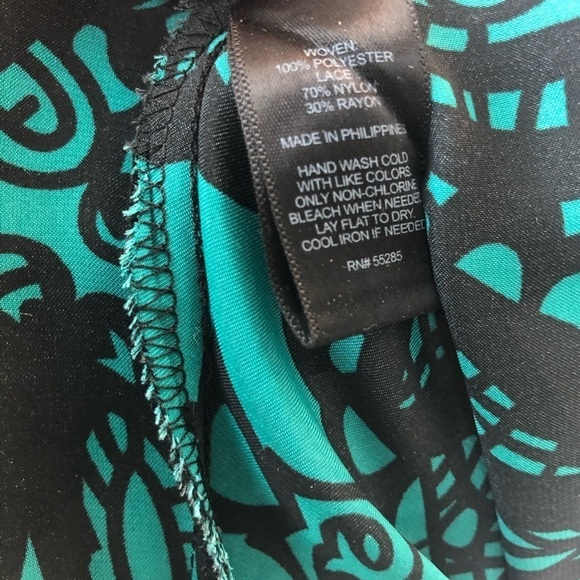 WOVEN:
100% POLYESTER
LACE
70% NYLON
30% RAYON
MADE IN PHILIPPINES
HAND WASH COLD
WITH LIKE COLORS.
ONLY NON-CHLORINE
BLEACH WHEN NEEDED.
LAY FLAT TO DRY.
COOL IRON IF NEEDED
RN# 55285